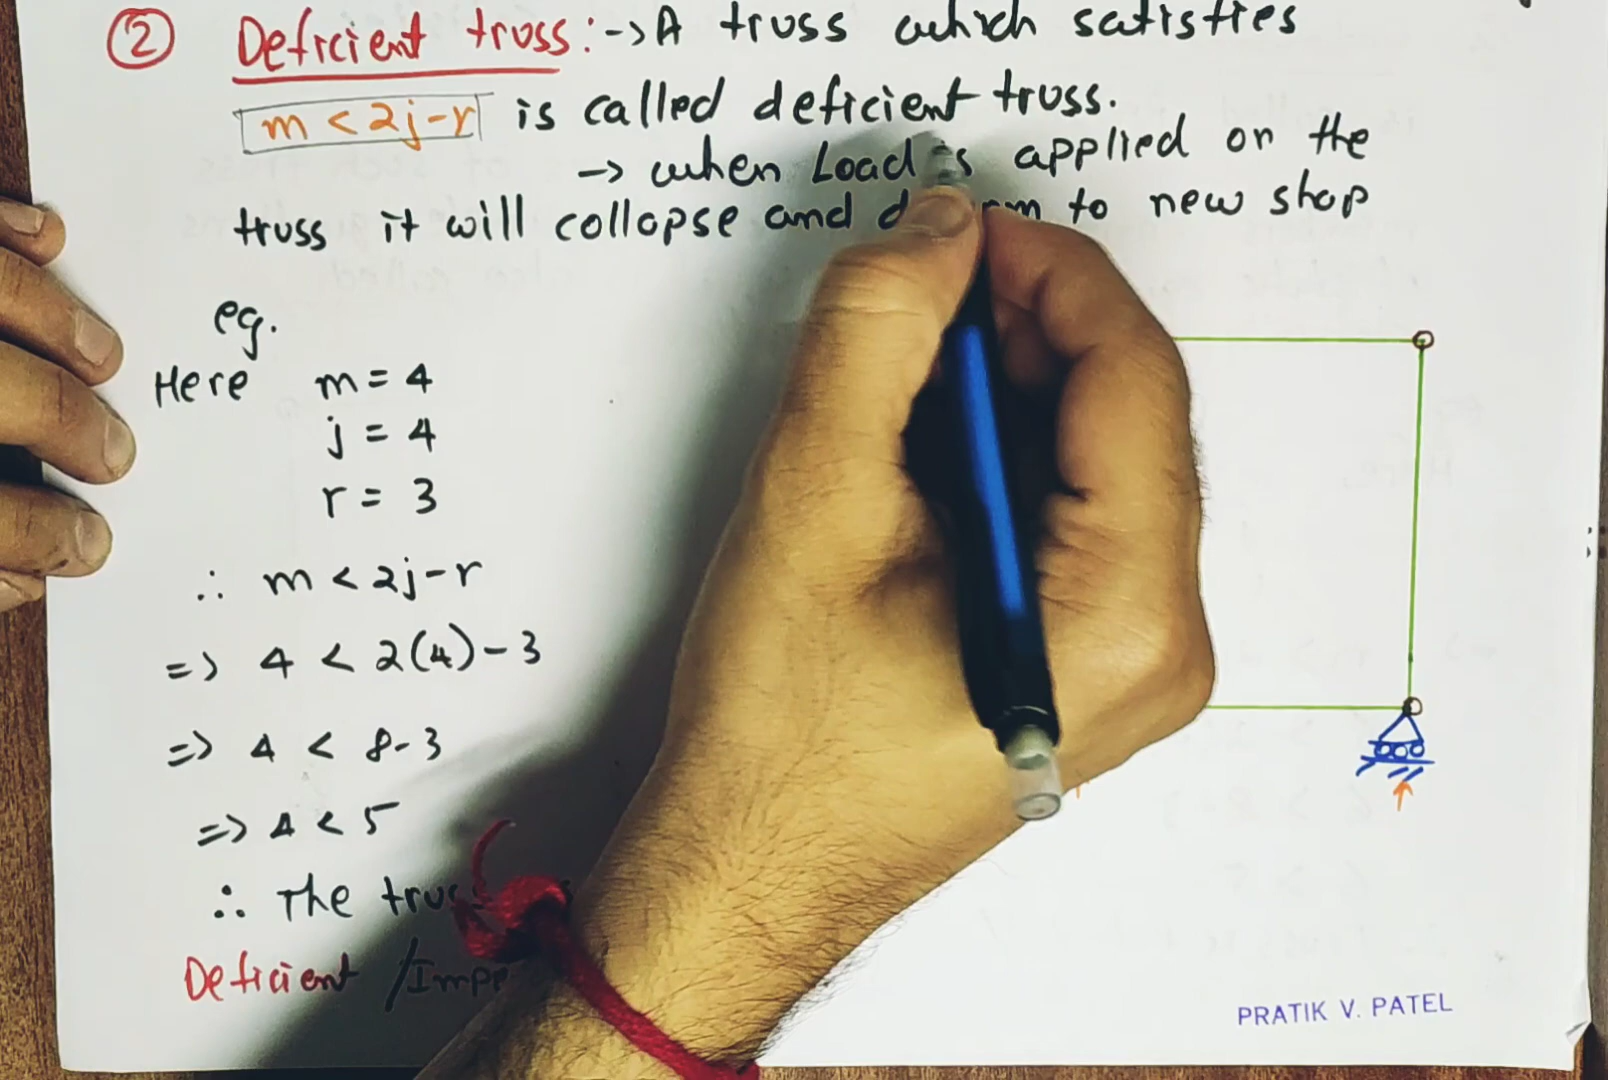 ② Deficient truss :-> A truss which satisfies
m < 2j-r is called deficient truss.
-> when Load is applied on the
truss it will collapse and to new shap
eg.
Here m = 4
j = 4
r = 3
∴ m < 2j-r
=> 4 < 2(4) - 3
=> 4 < 8-3
=> 4 < 5
∴ The
Deficient /
PRATIK V. PATEL